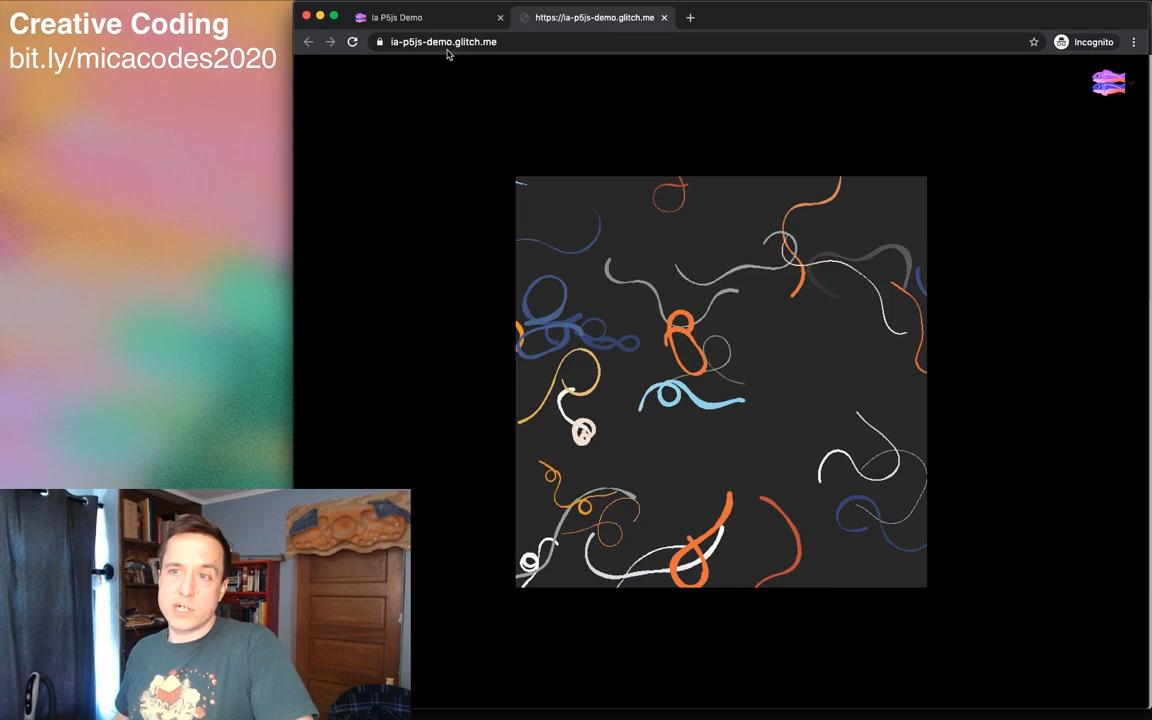 Creative Coding
bit.ly/micacodes2020
Ia P5js Demo
https://ia-p5js-demo.glitch.me
ia-p5js-demo.glitch.me
Incognito